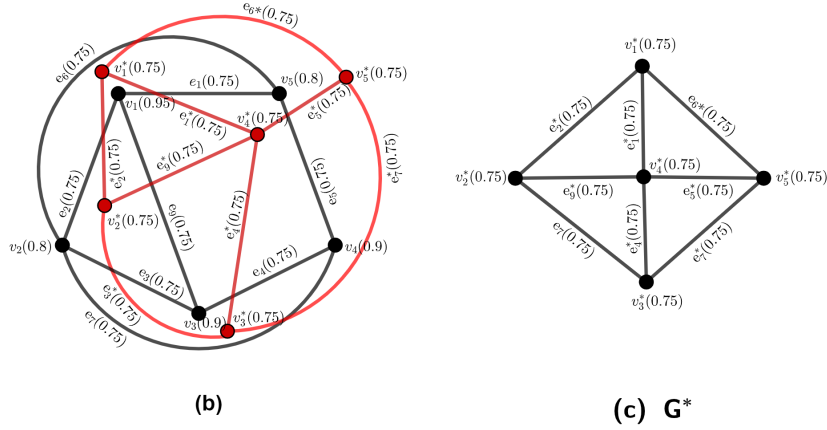 e₆*(0.75)
e₆(0.75)
v₁*(0.75)
e₁(0.75)
v₅(0.8)
v₅*(0.75)
v₁(0.95)
e₁*(0.75)
v₄*(0.75)
e₅*(0.75)
e₂*(0.75)
e₉*(0.75)
e₇*(0.75)
e₂(0.75)
e₉(0.75)
e₅(0.75)
v₂*(0.75)
e₄*(0.75)
v₂(0.8)
v₄(0.9)
e₃(0.75)
e₄(0.75)
e₃*(0.75)
v₃(0.9)
v₃*(0.75)
e₇(0.75)
(b)
v₁*(0.75)
e₂*(0.75)
e₁*(0.75)
e₆*(0.75)
v₂*(0.75)
v₄*(0.75)
v₅*(0.75)
e₉*(0.75)
e₅*(0.75)
e₇(0.75)
e₄*(0.75)
e₇*(0.75)
v₃*(0.75)
(c) G*